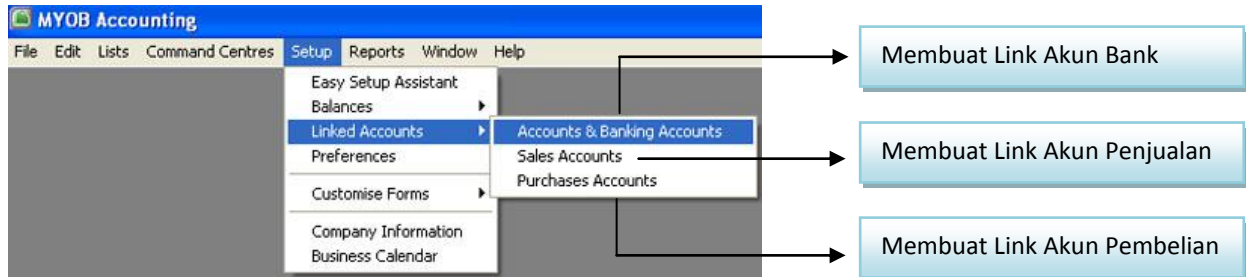 MYOB Accounting
File Edit Lists Command Centres Setup Reports Window Help
Easy Setup Assistant
Balances
Linked Accounts
Preferences
Customise Forms
Company Information
Business Calendar
Accounts & Banking Accounts
Sales Accounts
Purchases Accounts
Membuat Link Akun Bank
Membuat Link Akun Penjualan
Membuat Link Akun Pembelian